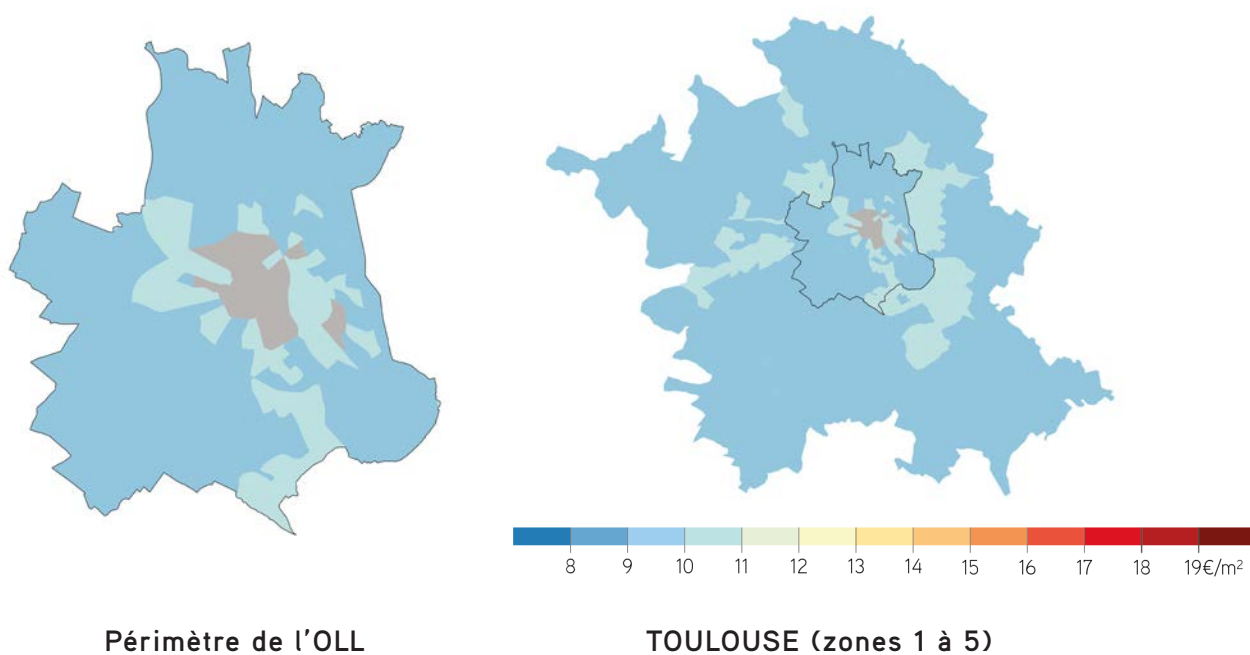 8 9 10 11 12 13 14 15 16 17 18 19€/m²
Périmètre de l'OLL
TOULOUSE (zones 1 à 5)